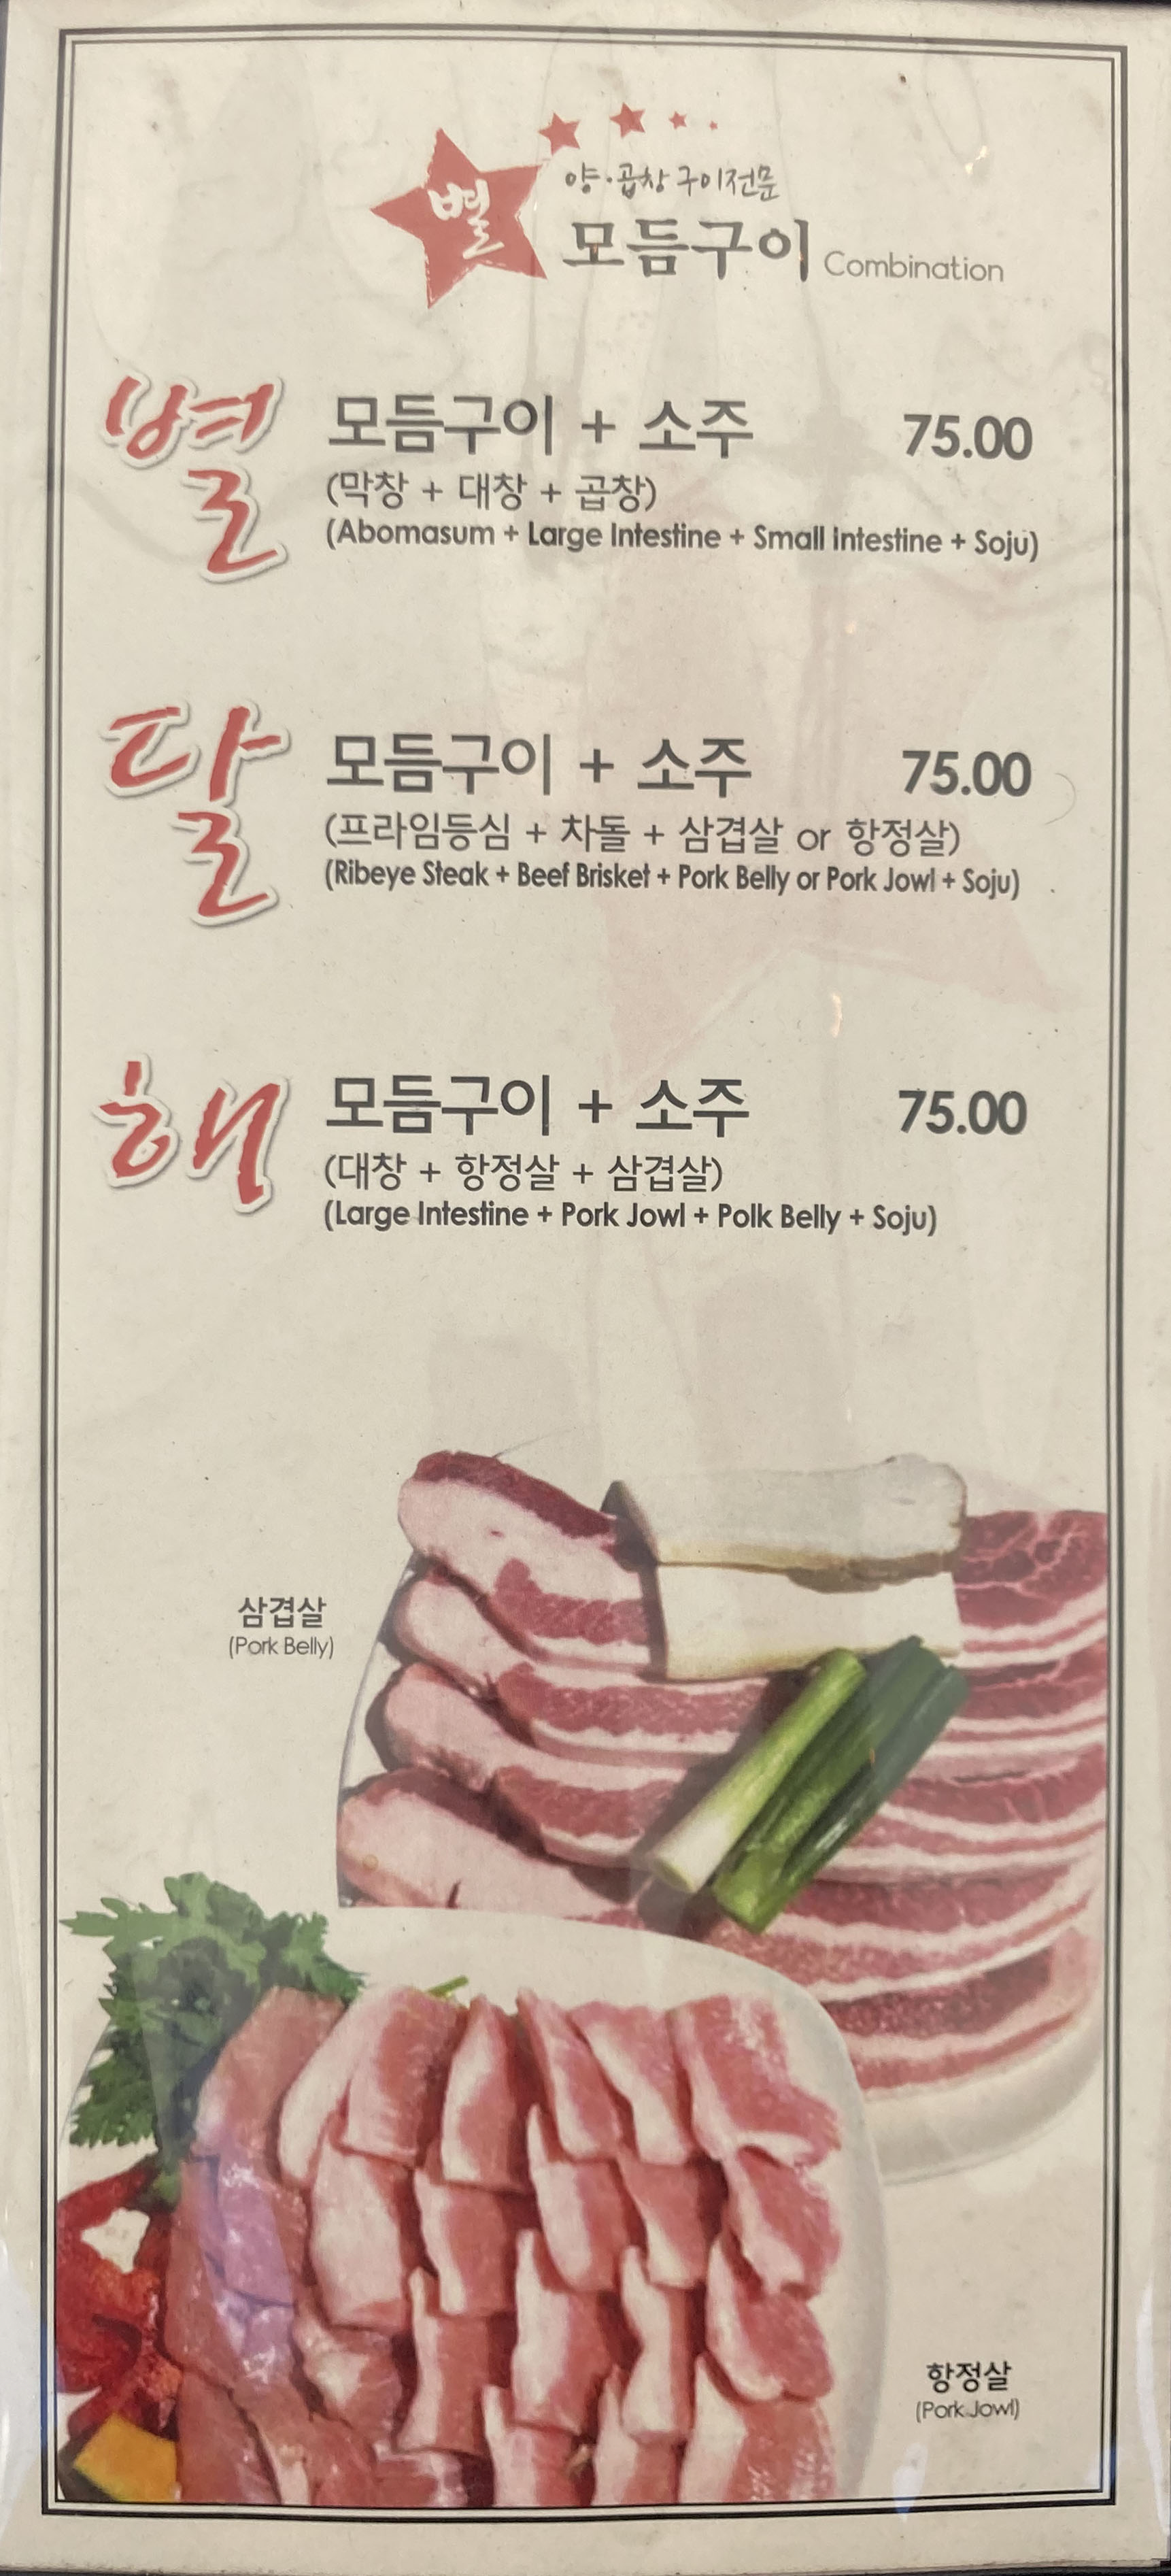 별
양·곱창 구이전문
모듬구이 Combination
별 모듬구이 + 소주 75.00
(막창 + 대창 + 곱창)
(Abomasum + Large Intestine + Small intestine + Soju)
달 모듬구이 + 소주 75.00
(프라임등심 + 차돌 + 삼겹살 or 항정살)
(Ribeye Steak + Beef Brisket + Pork Belly or Pork Jowl + Soju)
해 모듬구이 + 소주 75.00
(대창 + 항정살 + 삼겹살)
(Large Intestine + Pork Jowl + Polk Belly + Soju)
삼겹살
(Pork Belly)
항정살
(Pork Jowl)